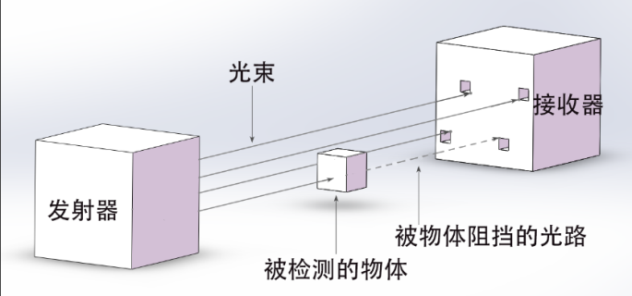 光束
接收器
发射器
被物体阻挡的光路
被检测的物体